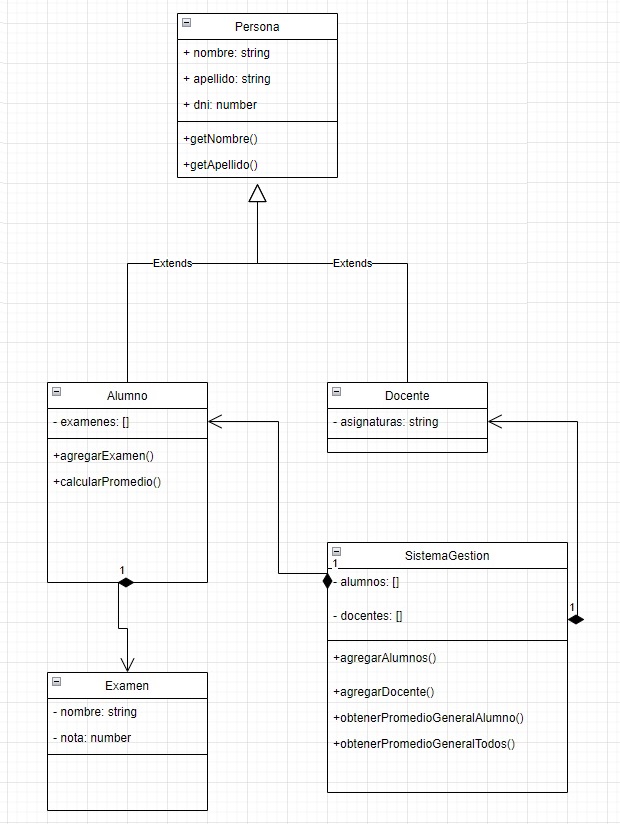 Persona
+ nombre: string
+ apellido: string
+ dni: number
+getNombre()
+getApellido()
Extends
Extends
Alumno
- examenes: []
+agregarExamen()
+calcularPromedio()
1
Docente
- asignaturas: string
SistemaGestion
1
- alumnos: []
- docentes: []
1
+agregarAlumnos()
+agregarDocente()
+obtenerPromedioGeneralAlumno()
+obtenerPromedioGeneralTodos()
Examen
- nombre: string
- nota: number